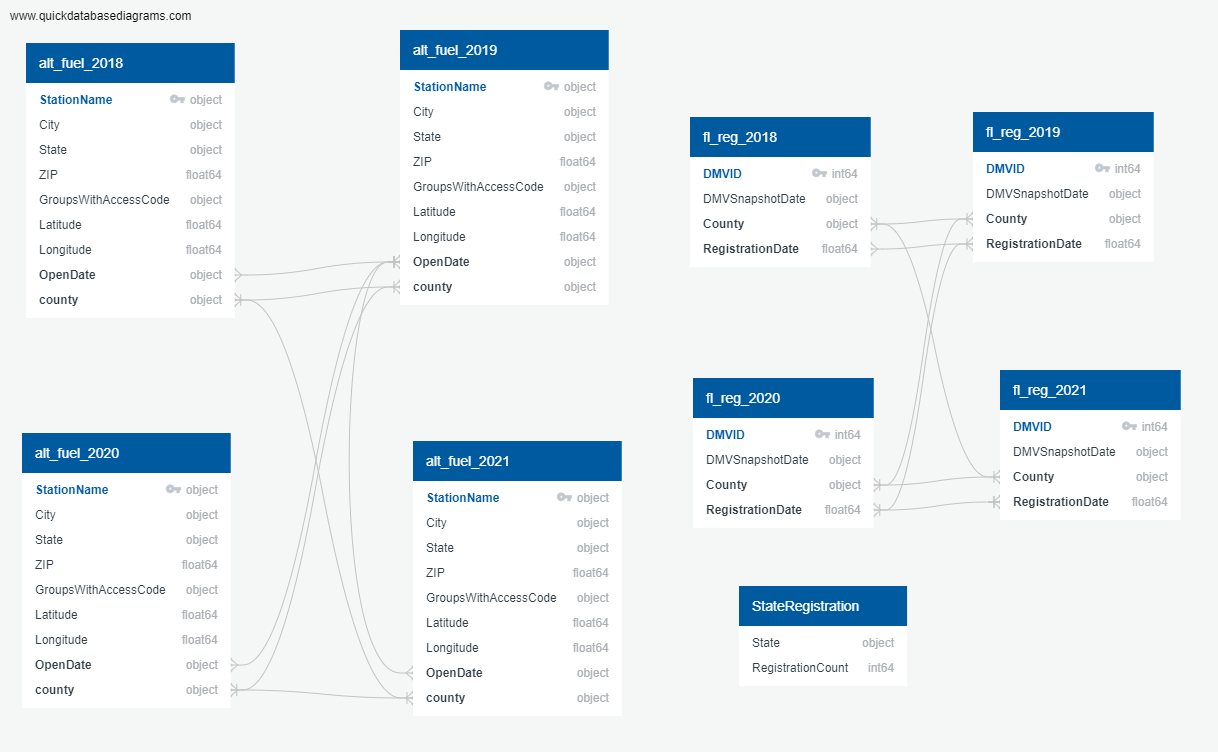 www.quickdatabasediagrams.com
alt_fuel_2018
StationName object
City object
State object
ZIP float64
GroupsWithAccessCode object
Latitude float64
Longitude float64
OpenDate object
county object
alt_fuel_2019
StationName object
City object
State object
ZIP float64
GroupsWithAccessCode object
Latitude float64
Longitude float64
OpenDate object
county object
fl_reg_2018
DMVID int64
DMVSnapshotDate object
County object
RegistrationDate float64
fl_reg_2019
DMVID int64
DMVSnapshotDate object
County object
RegistrationDate float64
alt_fuel_2020
StationName object
City object
State object
ZIP float64
GroupsWithAccessCode object
Latitude float64
Longitude float64
OpenDate object
county object
alt_fuel_2021
StationName object
City object
State object
ZIP float64
GroupsWithAccessCode object
Latitude float64
Longitude float64
OpenDate object
county object
fl_reg_2020
DMVID int64
DMVSnapshotDate object
County object
RegistrationDate float64
fl_reg_2021
DMVID int64
DMVSnapshotDate object
County object
RegistrationDate float64
StateRegistration
State object
RegistrationCount int64